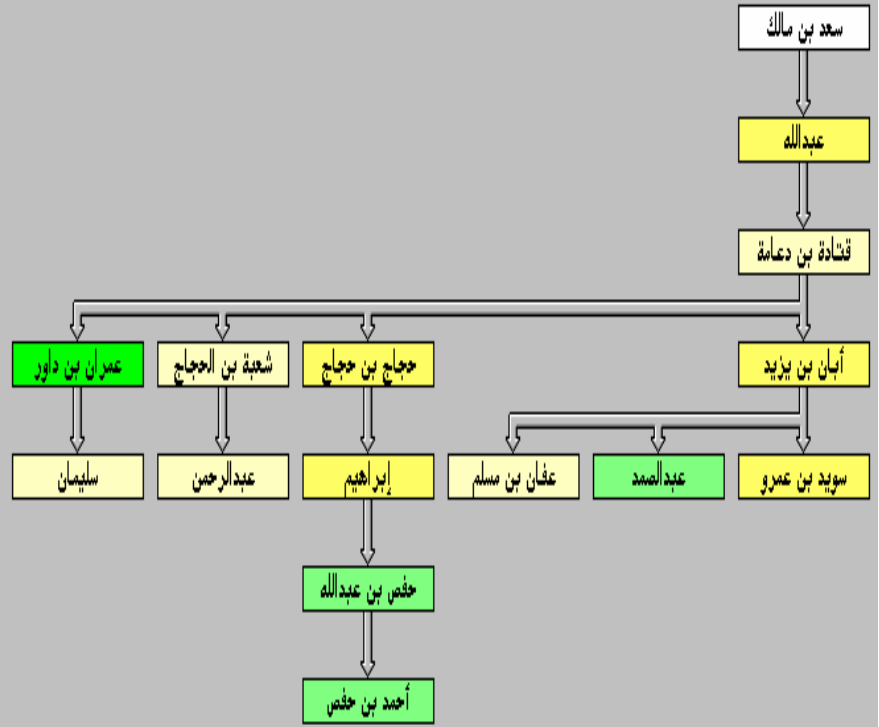 سعد بن مالك
عبدالله
قتادة بن دعامة
أبان بن يزيد
حجاج بن حجاج
شعبة بن الحجاج
عمران بن داور
سويد بن عمرو
عبدالصمد
عفان بن مسلم
إبراهيم
عبدالرحمن
سليمان
حفص بن عبدالله
أحمد بن حفص